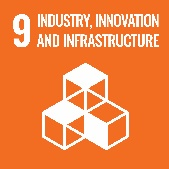 9 INDUSTRY, INNOVATION
AND INFRASTRUCTURE